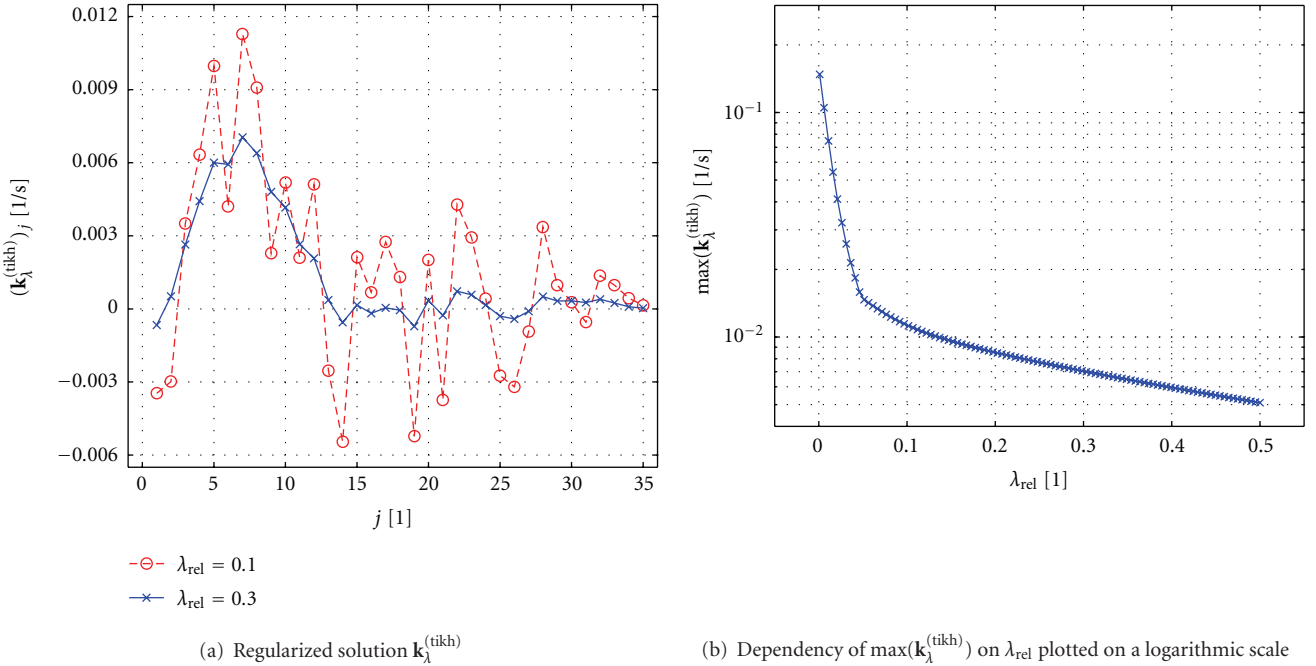 0.012
0.009
0.006
0.003
0
−0.003
−0.006
(k_λ^(tikh))_j [1/s]
0 5 10 15 20 25 30 35
j [1]
λ_rel = 0.1
λ_rel = 0.3
(a) Regularized solution k_λ^(tikh)
10^−1
10^−2
max(k_λ^(tikh)) [1/s]
0 0.1 0.2 0.3 0.4 0.5
λ_rel [1]
(b) Dependency of max(k_λ^(tikh)) on λ_rel plotted on a logarithmic scale